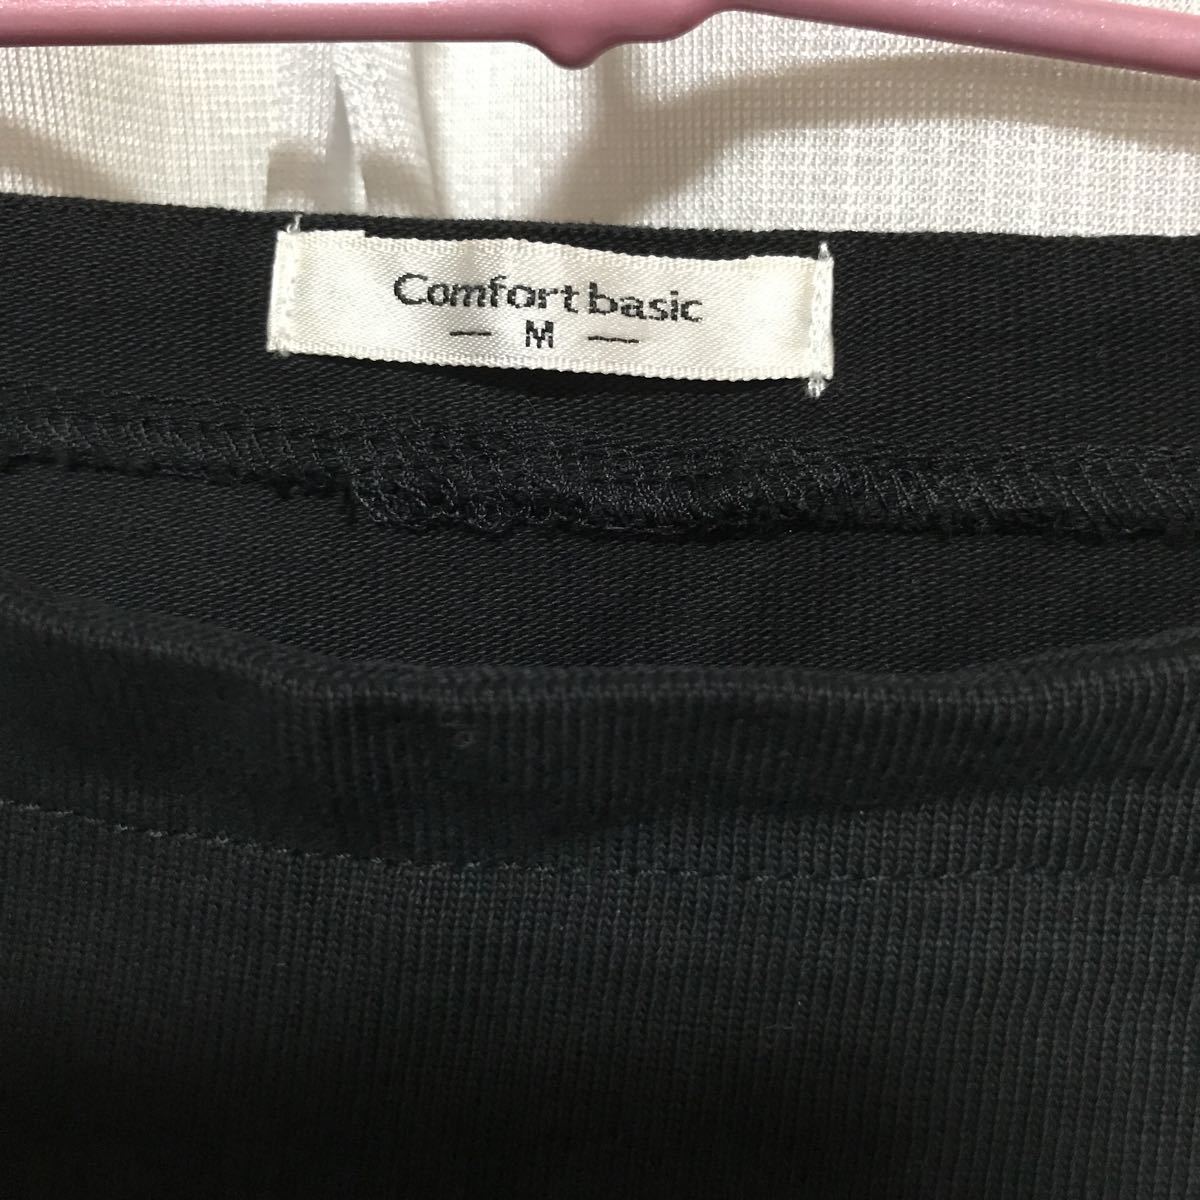 Comfort basic
— M —